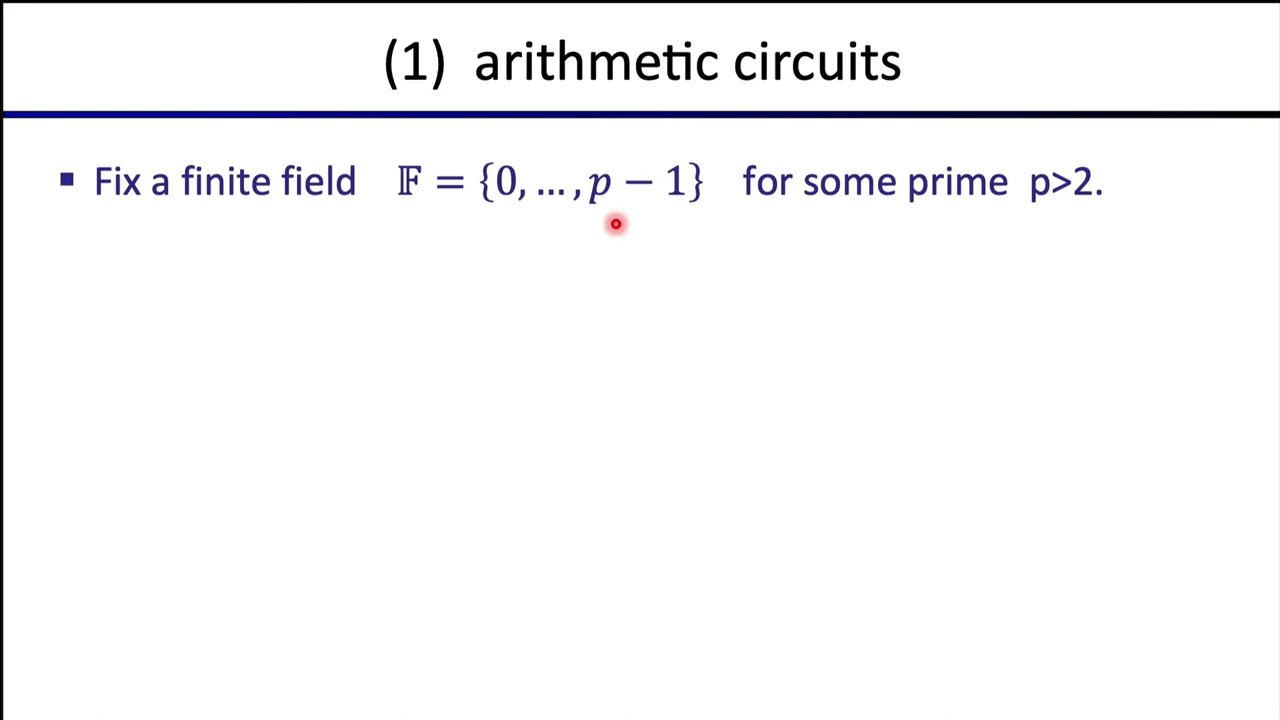 (1) arithmetic circuits
▪ Fix a finite field 𝔽 = {0, ... , p − 1} for some prime p>2.